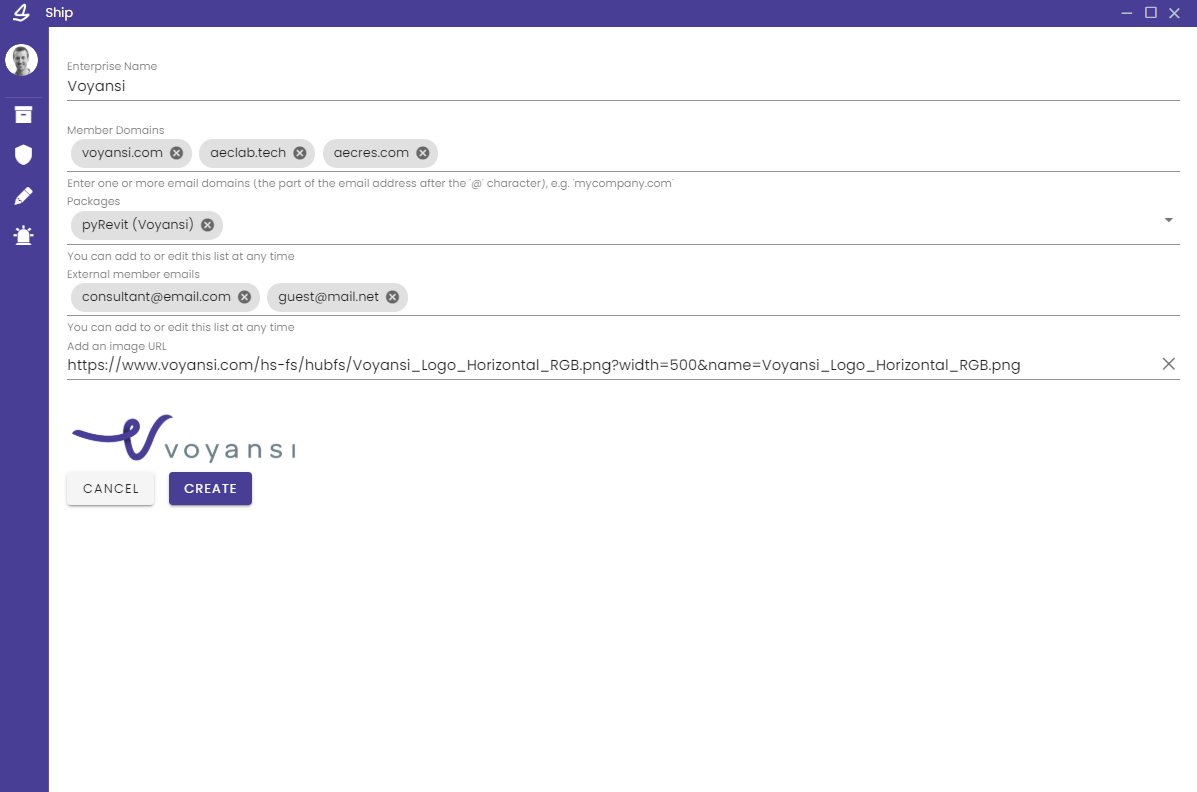 Ship
Enterprise Name
Voyansi
Member Domains
voyansi.com aeclab.tech aecres.com
Enter one or more email domains (the part of the email address after the '@' character), e.g. 'mycompany.com'
Packages
pyRevit (Voyansi)
You can add to or edit this list at any time
External member emails
consultant@email.com guest@mail.net
You can add to or edit this list at any time
Add an image URL
https://www.voyansi.com/hs-fs/hubfs/Voyansi_Logo_Horizontal_RGB.png?width=500&name=Voyansi_Logo_Horizontal_RGB.png
voyansi
CANCEL CREATE